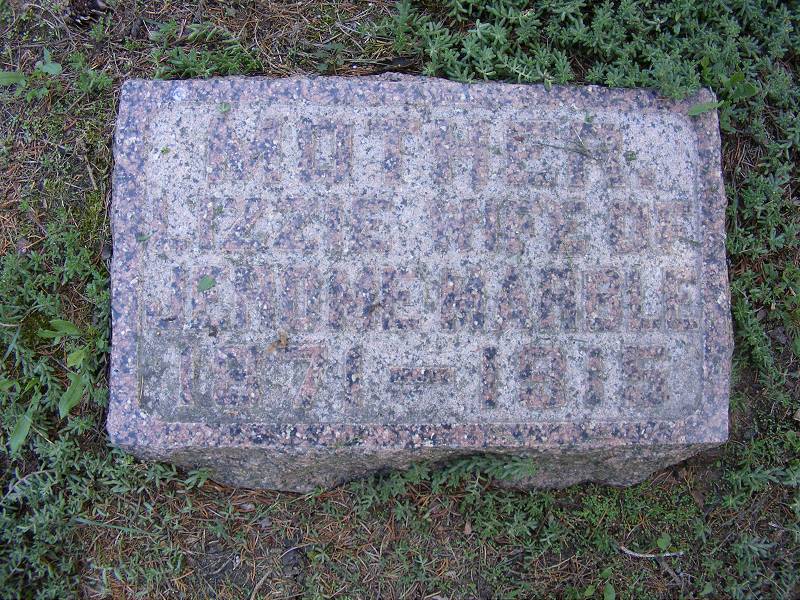 MOTHER.
LIZZIE WIFE OF
JEROME MARBLE
1871 — 1915